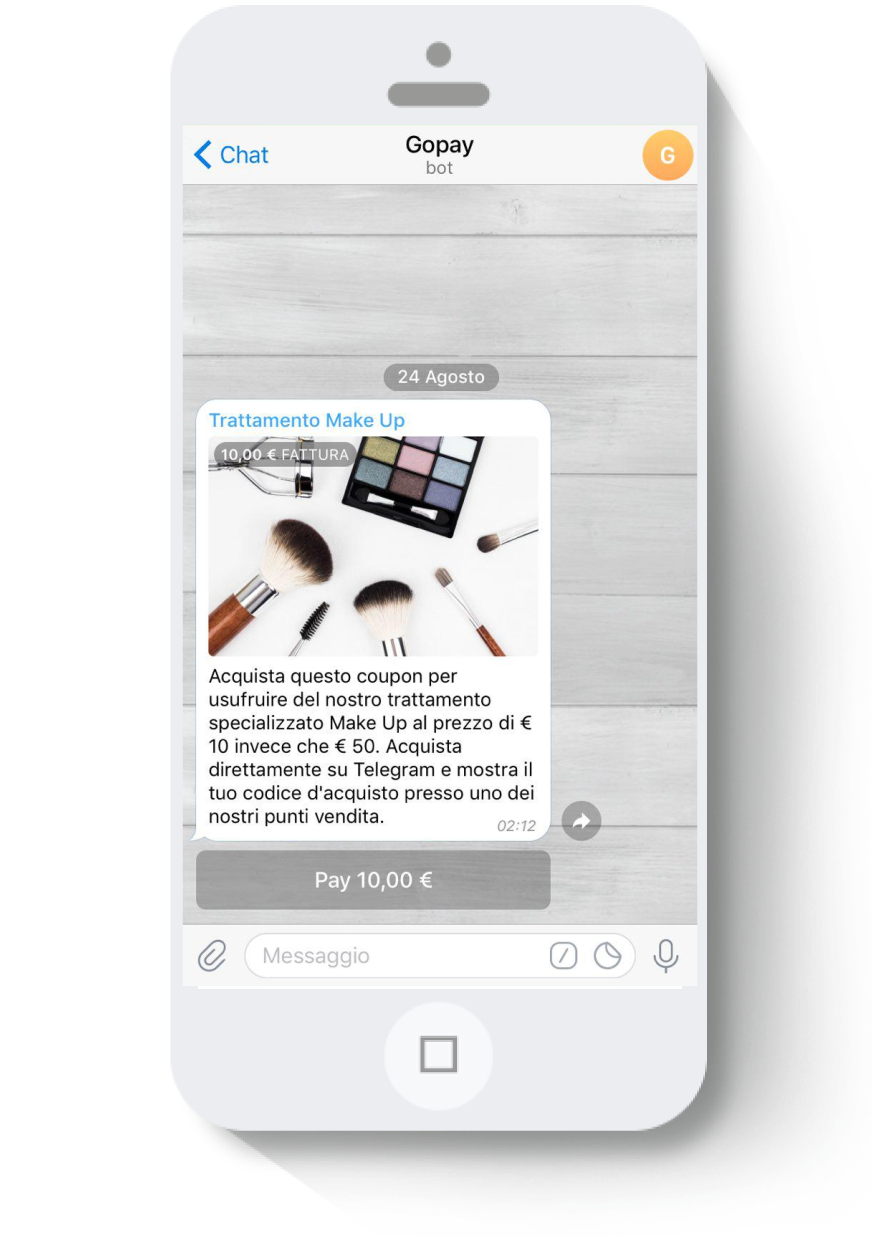 Chat
Gopay
bot
G
24 Agosto
Trattamento Make Up
10,00 € FATTURA
Acquista questo coupon per
usufruire del nostro trattamento
specializzato Make Up al prezzo di €
10 invece che € 50. Acquista
direttamente su Telegram e mostra il
tuo codice d'acquisto presso uno dei
nostri punti vendita.
02:12
Pay 10,00 €
Messaggio